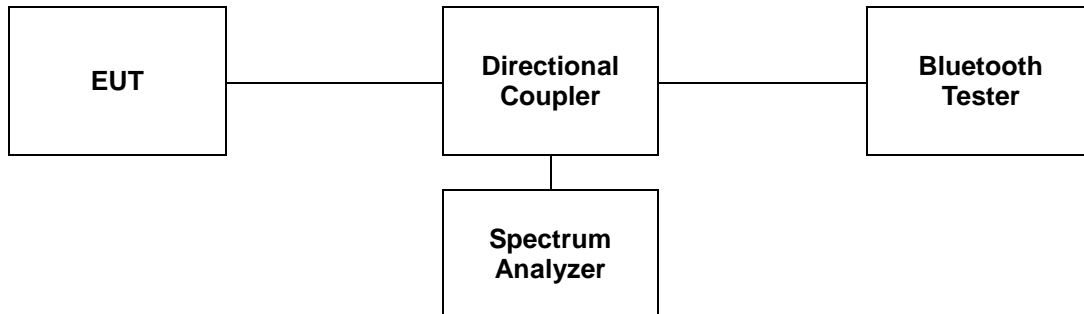 EUT
Directional
Coupler
Bluetooth
Tester
Spectrum
Analyzer